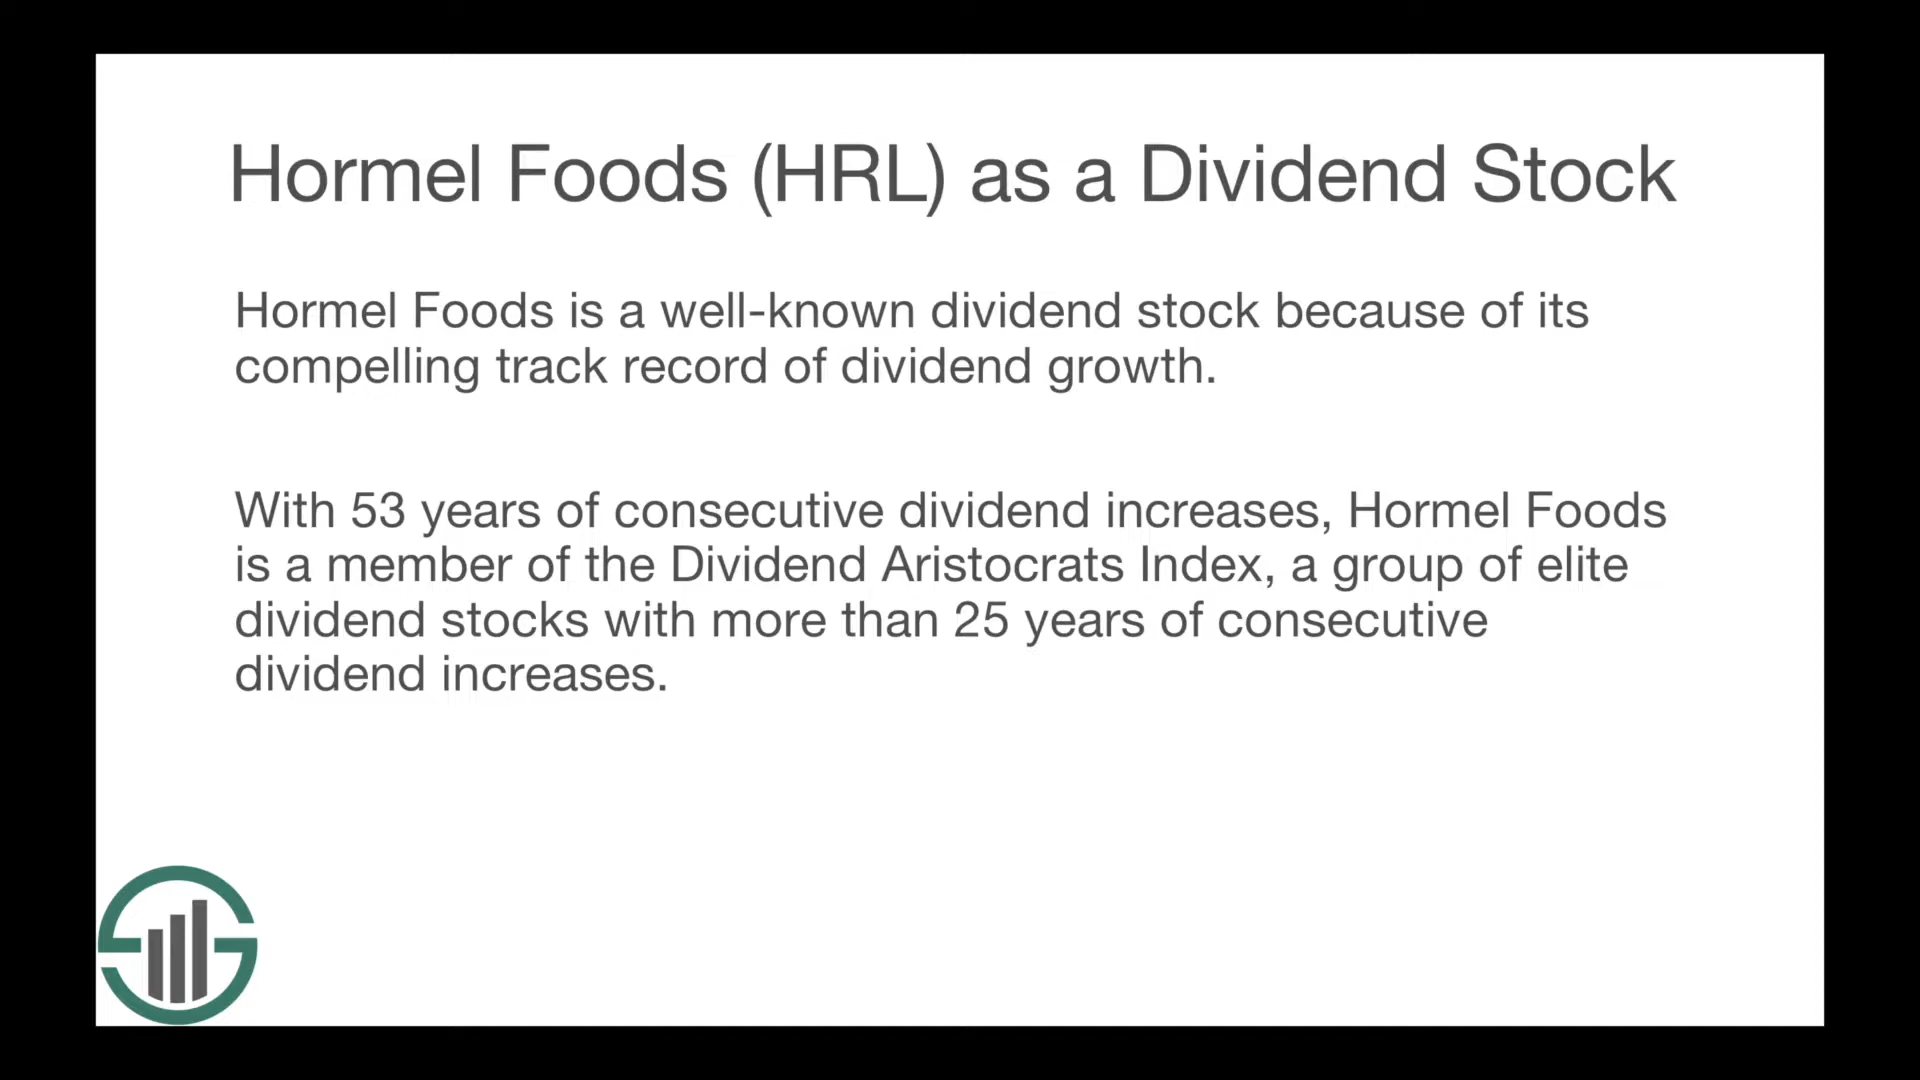 Hormel Foods (HRL) as a Dividend Stock
Hormel Foods is a well-known dividend stock because of its
compelling track record of dividend growth.
With 53 years of consecutive dividend increases, Hormel Foods
is a member of the Dividend Aristocrats Index, a group of elite
dividend stocks with more than 25 years of consecutive
dividend increases.